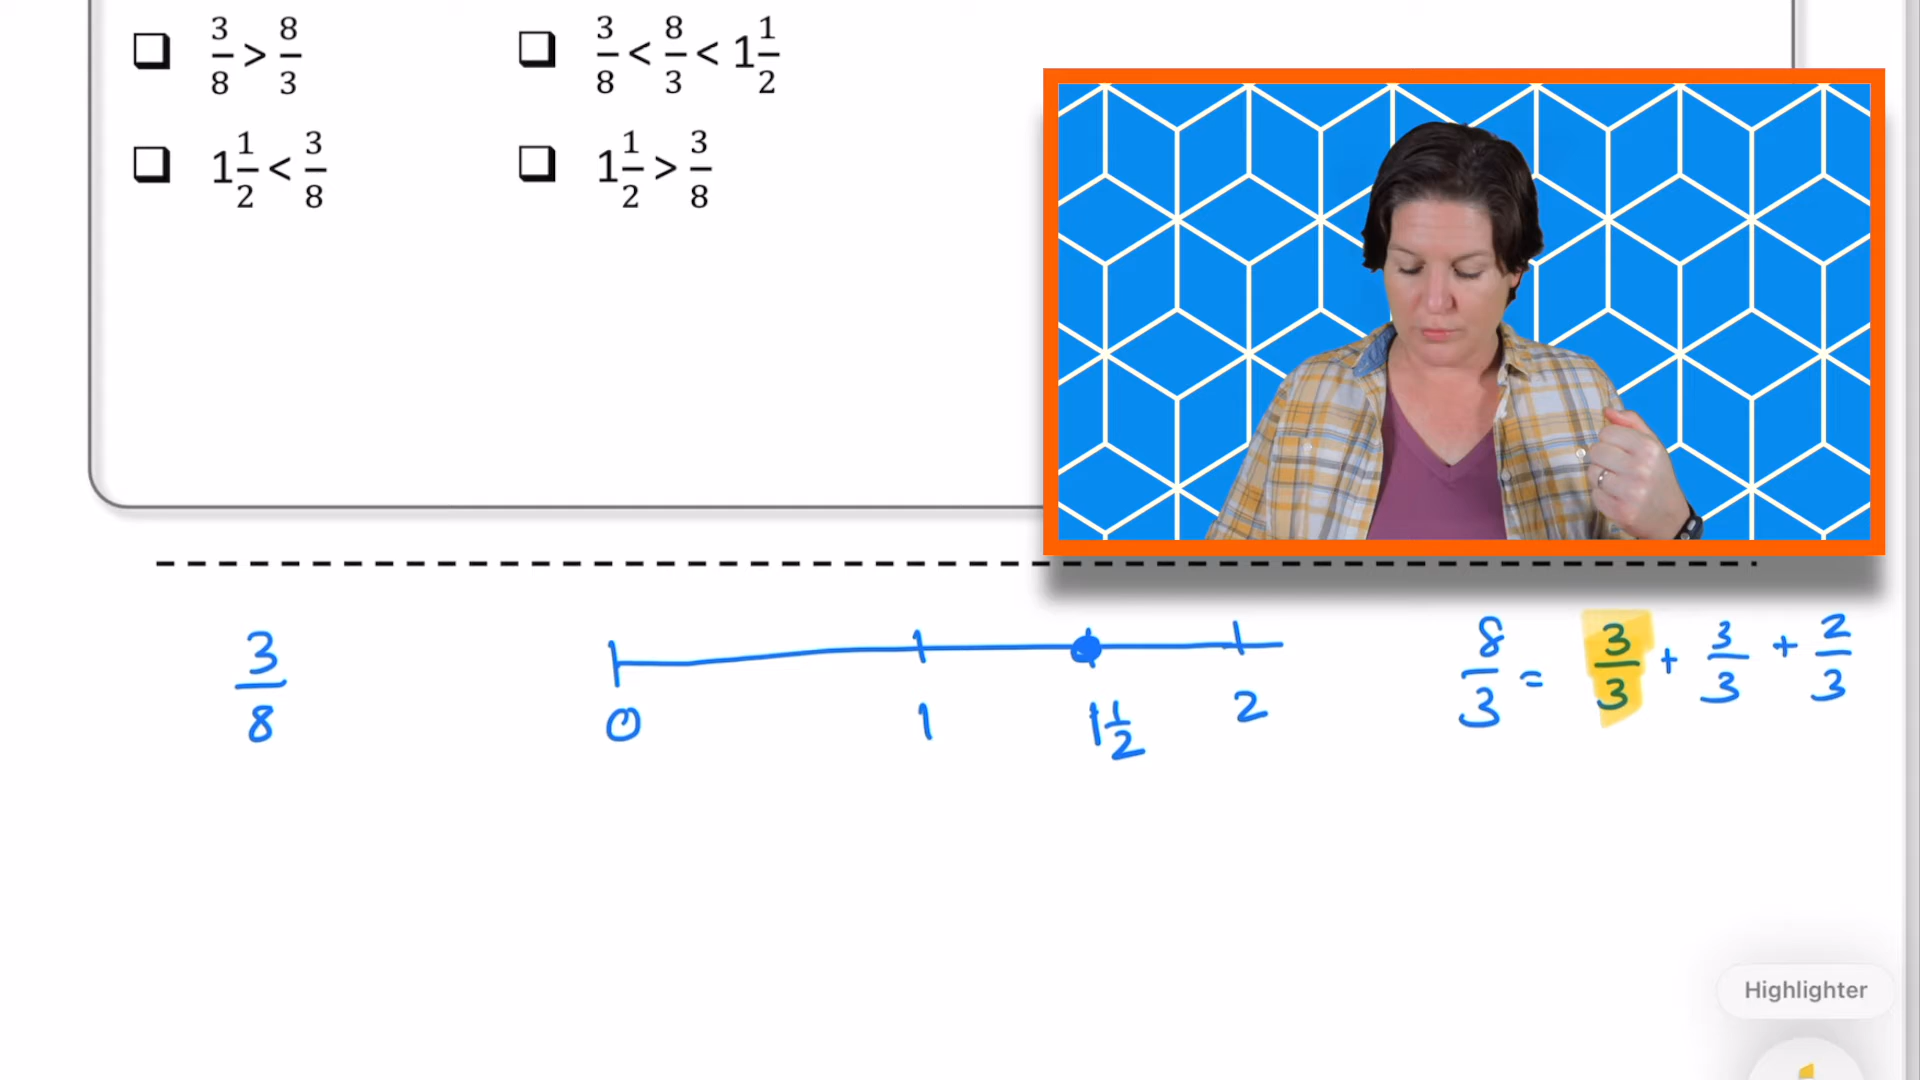 ❑ 3/8 > 8/3 ❑ 3/8 < 8/3 < 1 1/2
❑ 1 1/2 < 3/8 ❑ 1 1/2 > 3/8
3/8
0 1 1 1/2 2
8/3 = 3/3 + 3/3 + 2/3
Highlighter